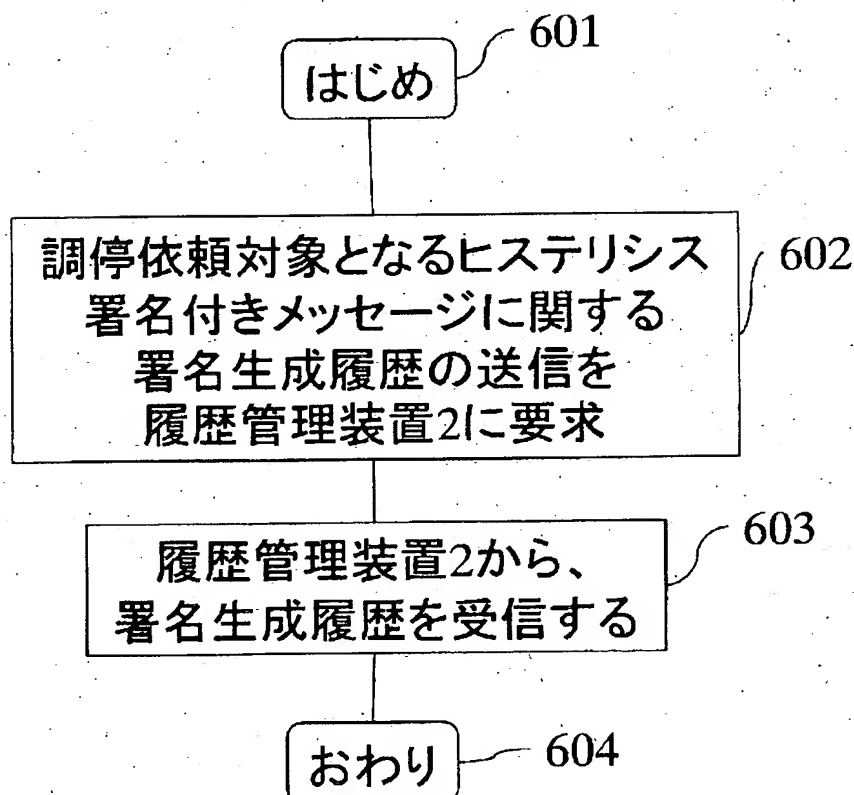 はじめ
601
調停依頼対象となるヒステリシス
署名付きメッセージに関する
署名生成履歴の送信を
履歴管理装置2に要求
602
履歴管理装置2から、
署名生成履歴を受信する
603
おわり
604